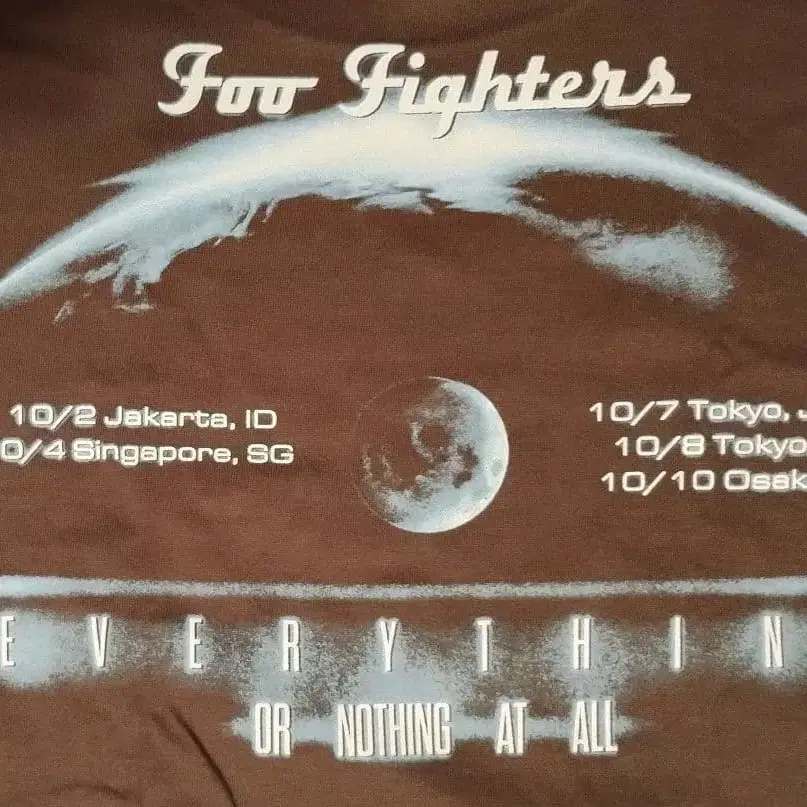 Foo Fighters
10/2 Jakarta, ID
0/4 Singapore, SG
10/7 Tokyo, J
10/8 Tokyo
10/10 Osak
EVERYTHIN
OR NOTHING AT ALL